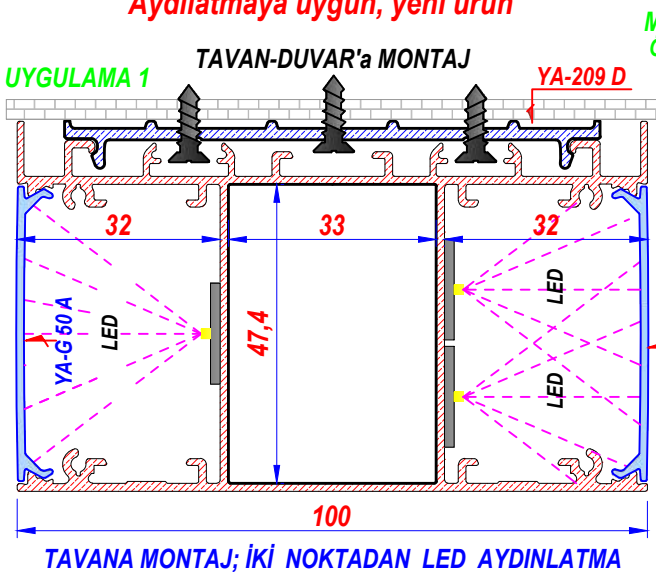 Aydılatmaya uygun, yeni ürün
TAVAN-DUVAR'a MONTAJ
UYGULAMA 1
YA-209 D
32
33
32
47,4
LED
YA-G 50 A
LED
LED
100
TAVANA MONTAJ; İKİ NOKTADAN LED AYDINLATMA